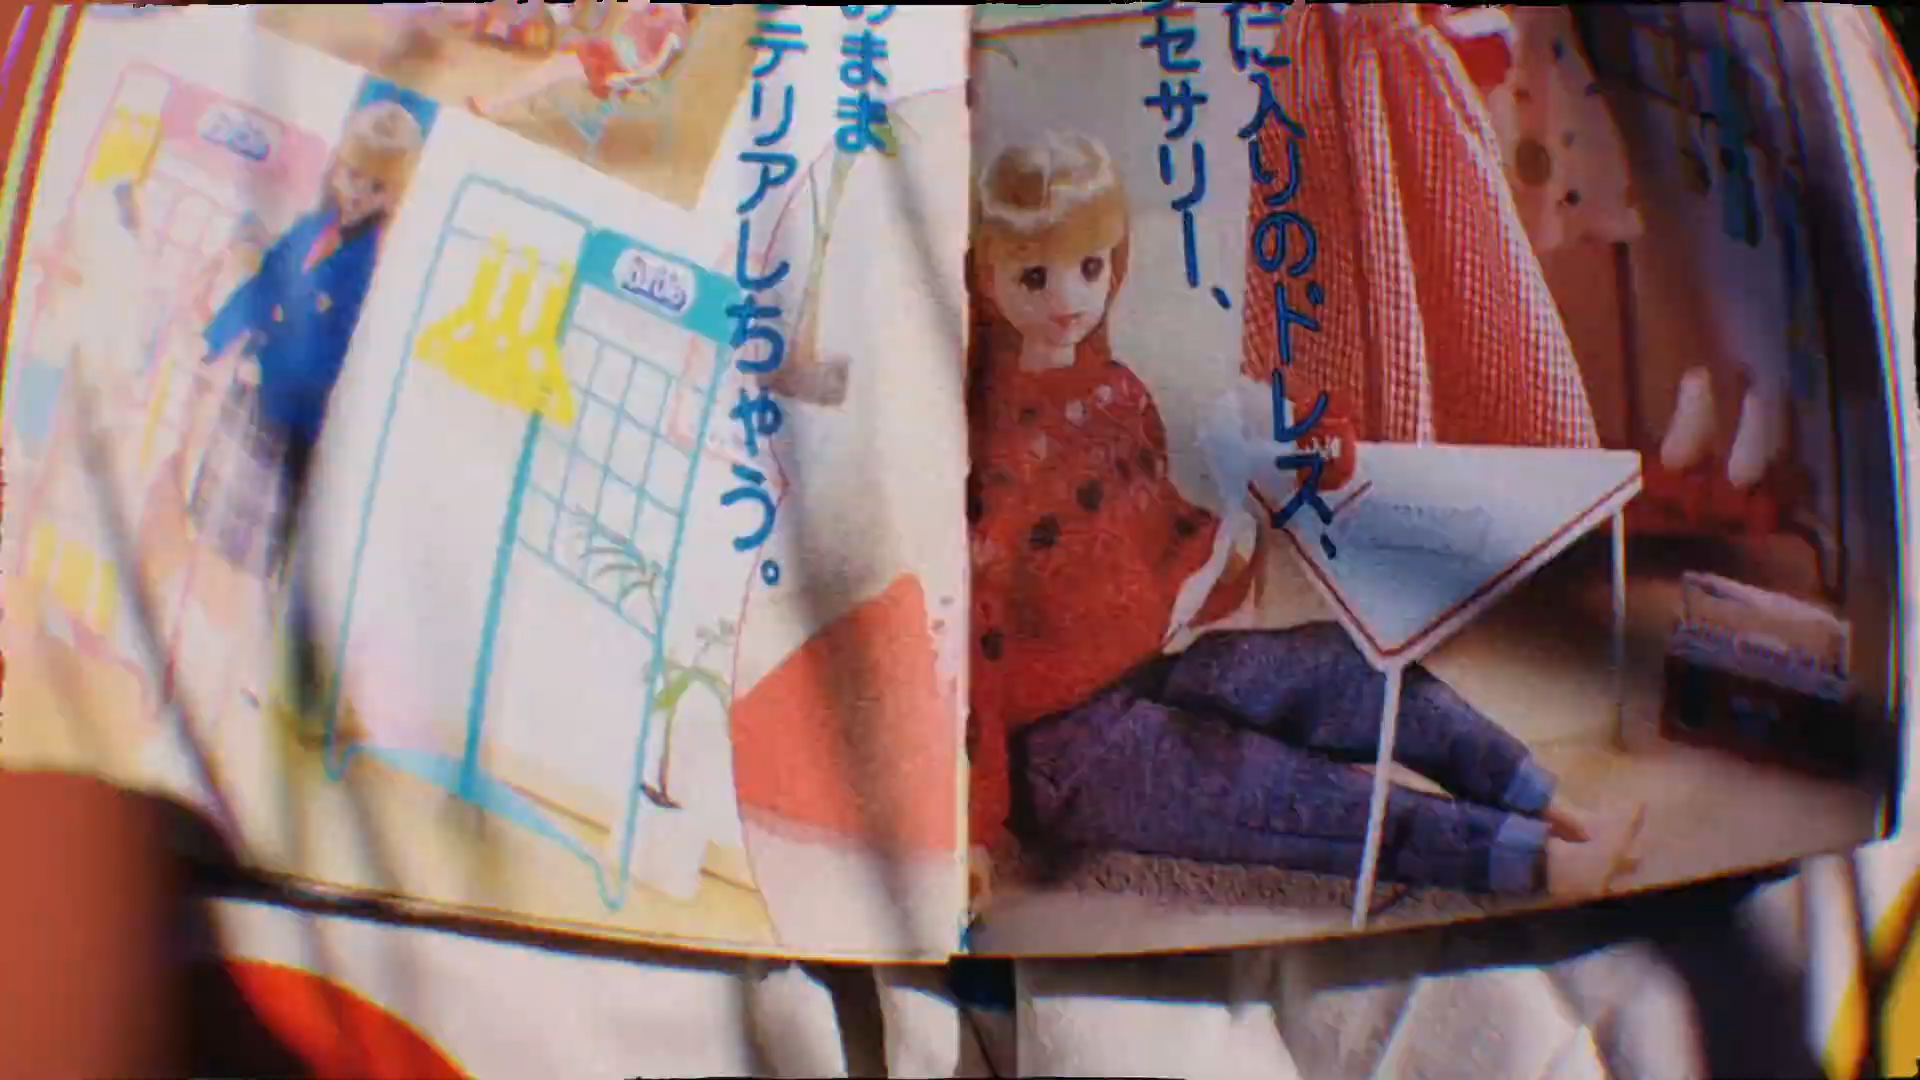 に入りのドレス、
セサリー、
まま
テリアしちゃう。